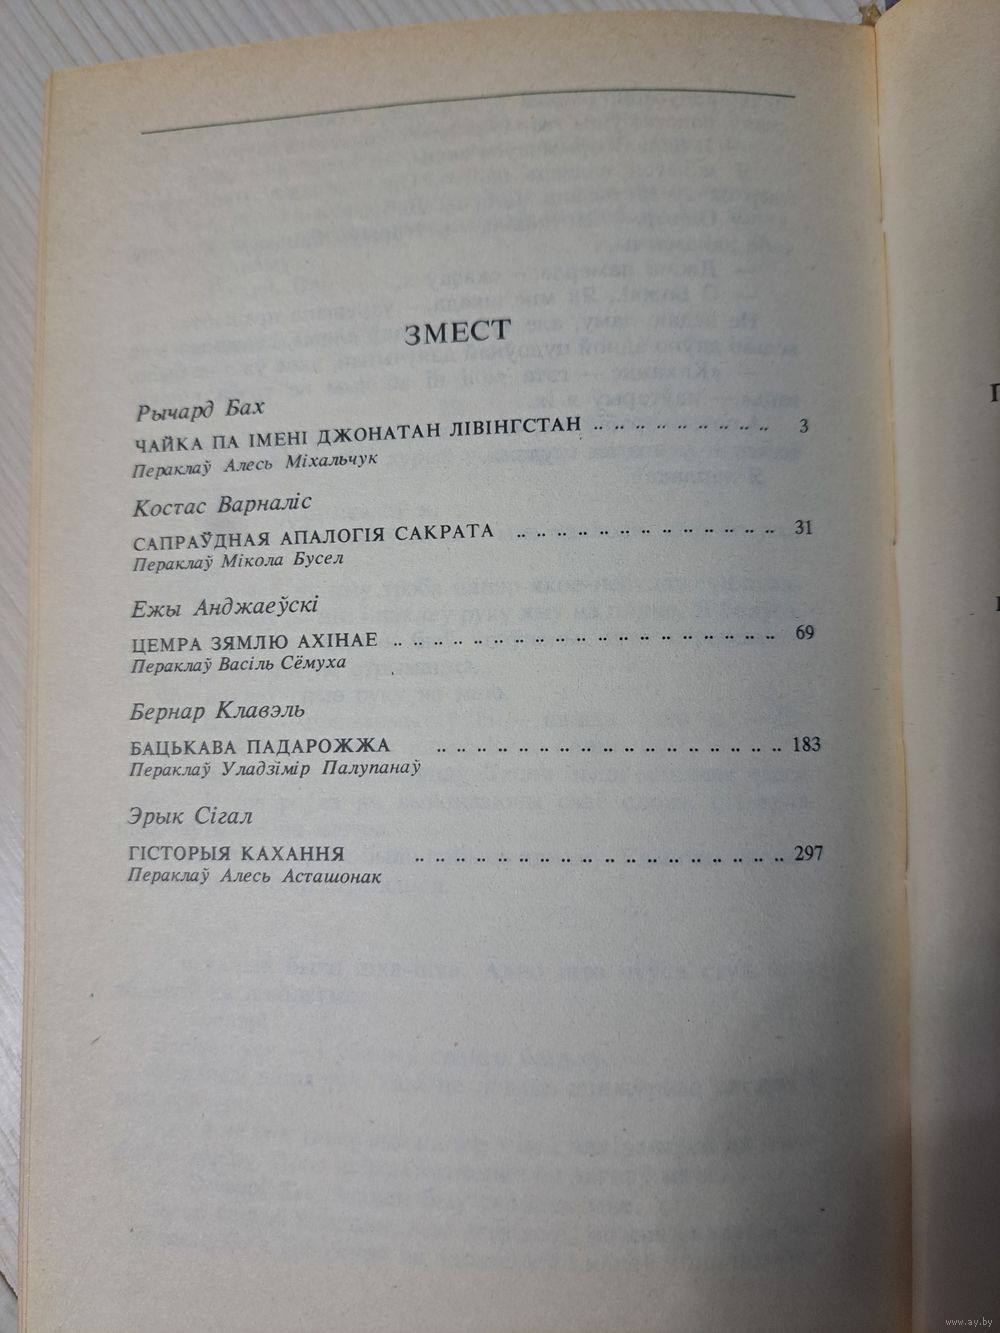 ЗМЕСТ
Рычард Бах
ЧАЙКА ПА ІМЕНІ ДЖОНАТАН ЛІВІНГСТАН .. .. .. .. .. .. .. .. .. 3
Пераклаў Алесь Міхальчук
Костас Варналіс
САПРАЎДНАЯ АПАЛОГІЯ САКРАТА .. .. .. .. .. .. .. .. .. .. .. .. .. 31
Пераклаў Мікола Бусел
Ежы Анджаеўскі
ЦЕМРА ЗЯМЛЮ АХІНАЕ .. .. .. .. .. .. .. .. .. .. .. .. .. .. .. .. .. .. .. 69
Пераклаў Васіль Сёмуха
Бернар Клавэль
БАЦЬКАВА ПАДАРОЖЖА .. .. .. .. .. .. .. .. .. .. .. .. .. .. .. .. .. 183
Пераклаў Уладзімір Палупанаў
Эрык Сігал
ГІСТОРЫЯ КАХАННЯ .. .. .. .. .. .. .. .. .. .. .. .. .. .. .. .. .. .. 297
Пераклаў Алесь Асташонак
www.ay.by